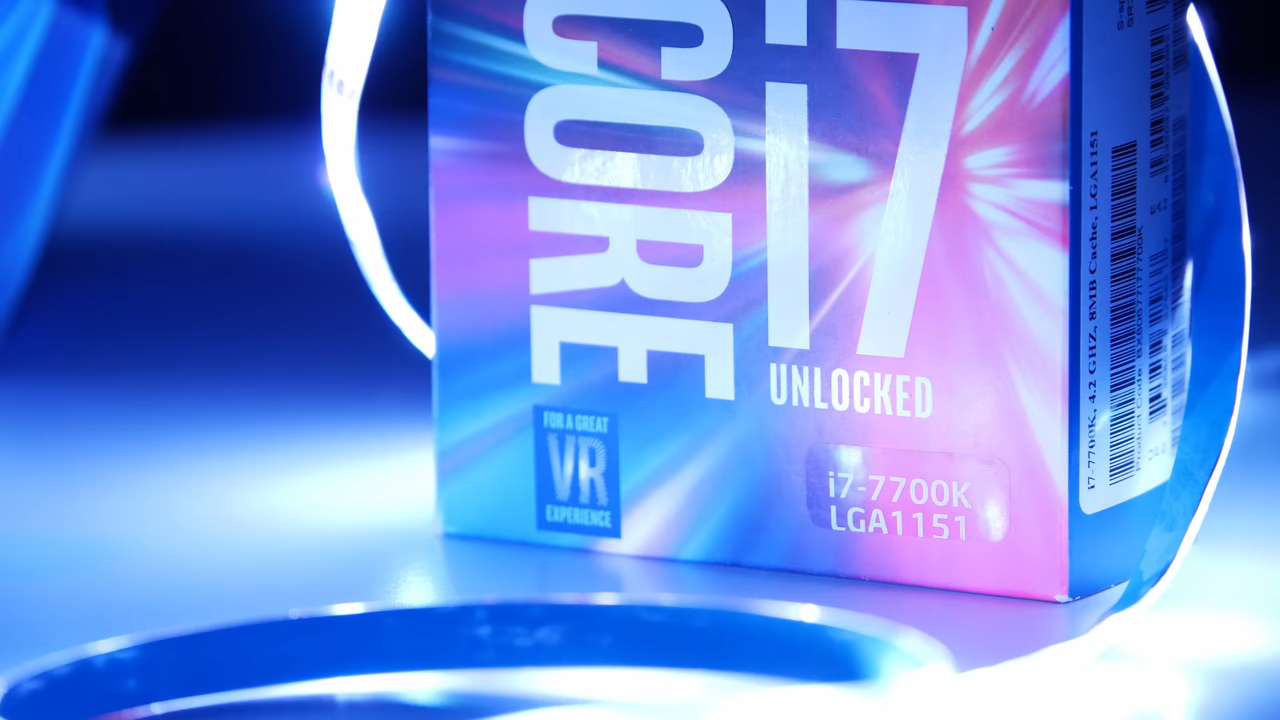 CORE
i7
UNLOCKED
FOR A GREAT
VR
EXPERIENCE
i7-7700K
LGA1151
i7-7700K, 4.2 GHZ, 8MB Cache, LGA1151
Product Code: BX80677I77700K